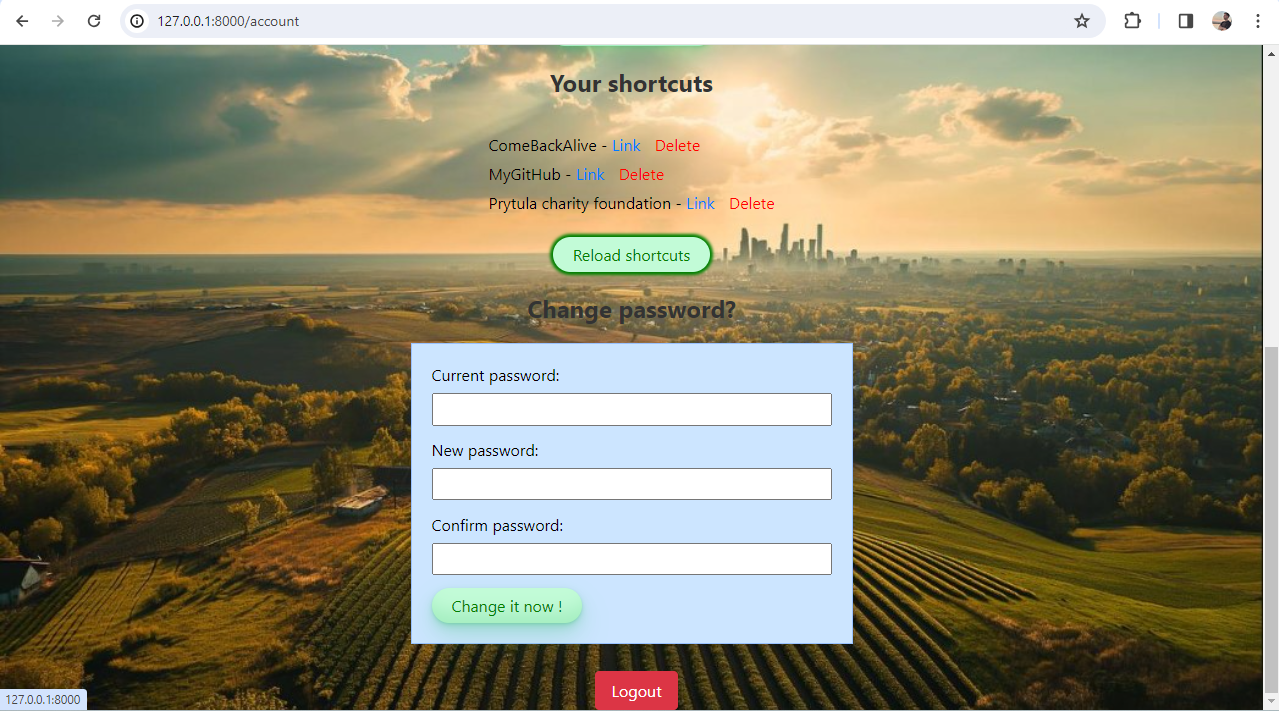 127.0.0.1:8000/account
Your shortcuts
ComeBackAlive - Link Delete
MyGitHub - Link Delete
Prytula charity foundation - Link Delete
Reload shortcuts
Change password?
Current password:
New password:
Confirm password:
Change it now !
Logout
127.0.0.1:8000